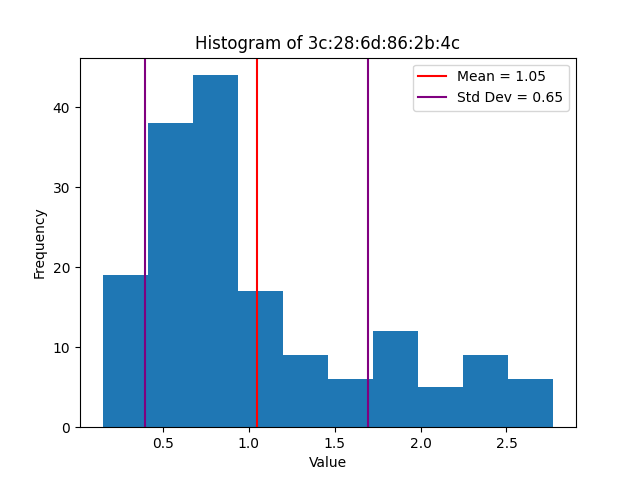 Histogram of 3c:28:6d:86:2b:4c
Mean = 1.05
Std Dev = 0.65
Frequency
40
30
20
10
0
0.5 1.0 1.5 2.0 2.5
Value